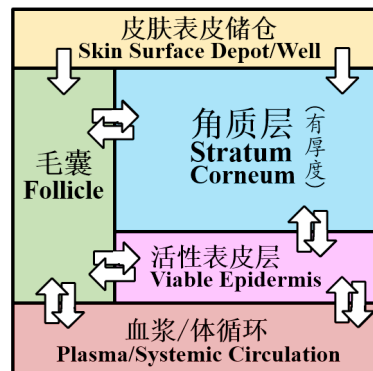 皮肤表皮储仓
Skin Surface Depot/Well
毛囊
Follicle
角质层
Stratum
Corneum
(有厚度)
活性表皮层
Viable Epidermis
血浆/体循环
Plasma/Systemic Circulation